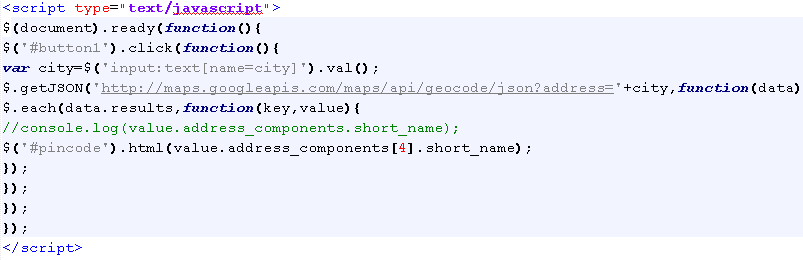 <script type="text/javascript">
$(document).ready(function(){
$('#button1').click(function(){
var city=$('input:text[name=city]').val();
$.getJSON('http://maps.googleapis.com/maps/api/geocode/json?address='+city,function(data)
$.each(data.results,function(key,value){
//console.log(value.address_components.short_name);
$('#pincode').html(value.address_components[4].short_name);
});
});
});
});
</script>